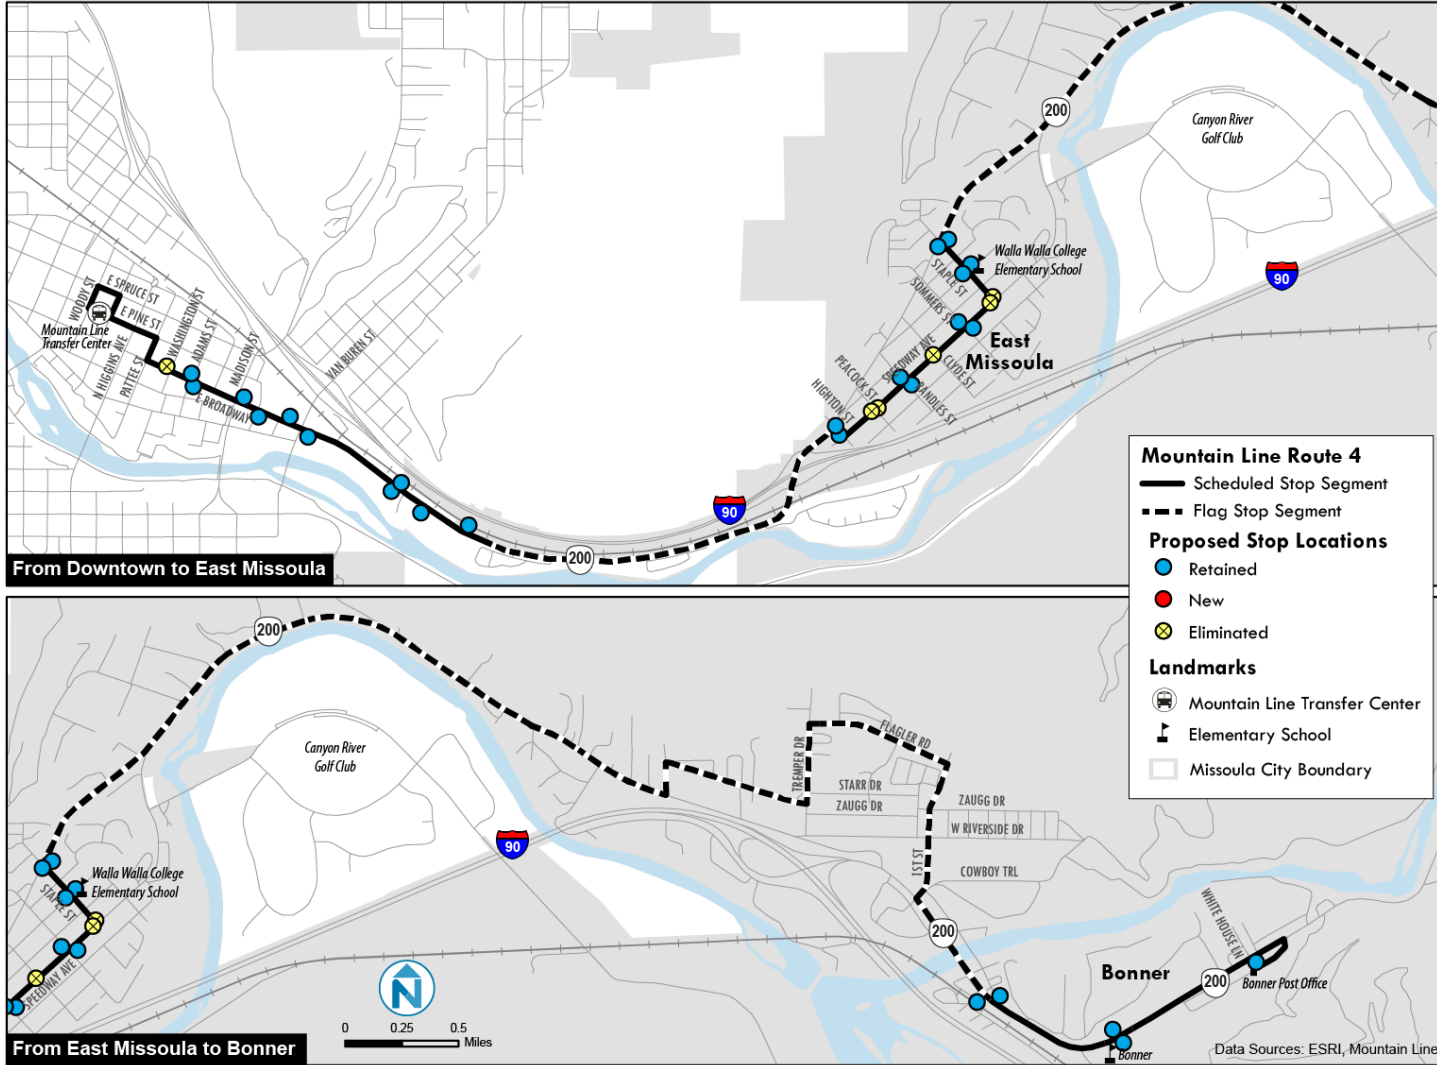 200
Canyon River
Golf Club
90
Walla Walla College
Elementary School
STAPLE ST
SOMMERS ST
East
Missoula
SPEEDWAY AVE
CLYDE ST
PEACOCK ST
RANDLES ST
HIGHTON ST
WOODY ST
E SPRUCE ST
E PINE ST
Mountain Line
Transfer Center
WASHINGTON ST
ADAMS ST
MADISON ST
VAN BUREN ST
N HIGGINS AVE
PATTEE ST
E BROADWAY
90
200
From Downtown to East Missoula
Mountain Line Route 4
Scheduled Stop Segment
Flag Stop Segment
Proposed Stop Locations
Retained
New
Eliminated
Landmarks
Mountain Line Transfer Center
Elementary School
Missoula City Boundary
200
Canyon River
Golf Club
90
Walla Walla College
Elementary School
STAPLE ST
SPEEDWAY AVE
TREMPER DR
FLAGLER RD
STARR DR
ZAUGG DR
ZAUGG DR
W RIVERSIDE DR
1ST ST
COWBOY TRL
WHITE HOUSE LN
200
Bonner
200
Bonner Post Office
Bonner
N
0 0.25 0.5
Miles
From East Missoula to Bonner
Data Sources: ESRI, Mountain Line